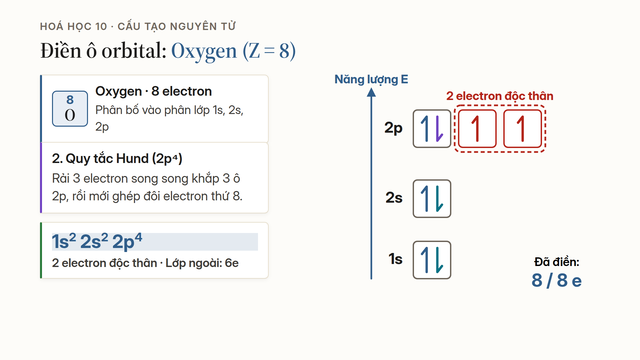 HOÁ HỌC 10 · CẤU TẠO NGUYÊN TỬ
Điền ô orbital: Oxygen (Z = 8)
8
O
Oxygen · 8 electron
Phân bố vào phân lớp 1s, 2s,
2p
2. Quy tắc Hund (2p⁴)
Rải 3 electron song song khắp 3 ô
2p, rồi mới ghép đôi electron thứ 8.
1s² 2s² 2p⁴
2 electron độc thân · Lớp ngoài: 6e
Năng lượng E
2 electron độc thân
2p
2s
1s
Đã điền:
8 / 8 e